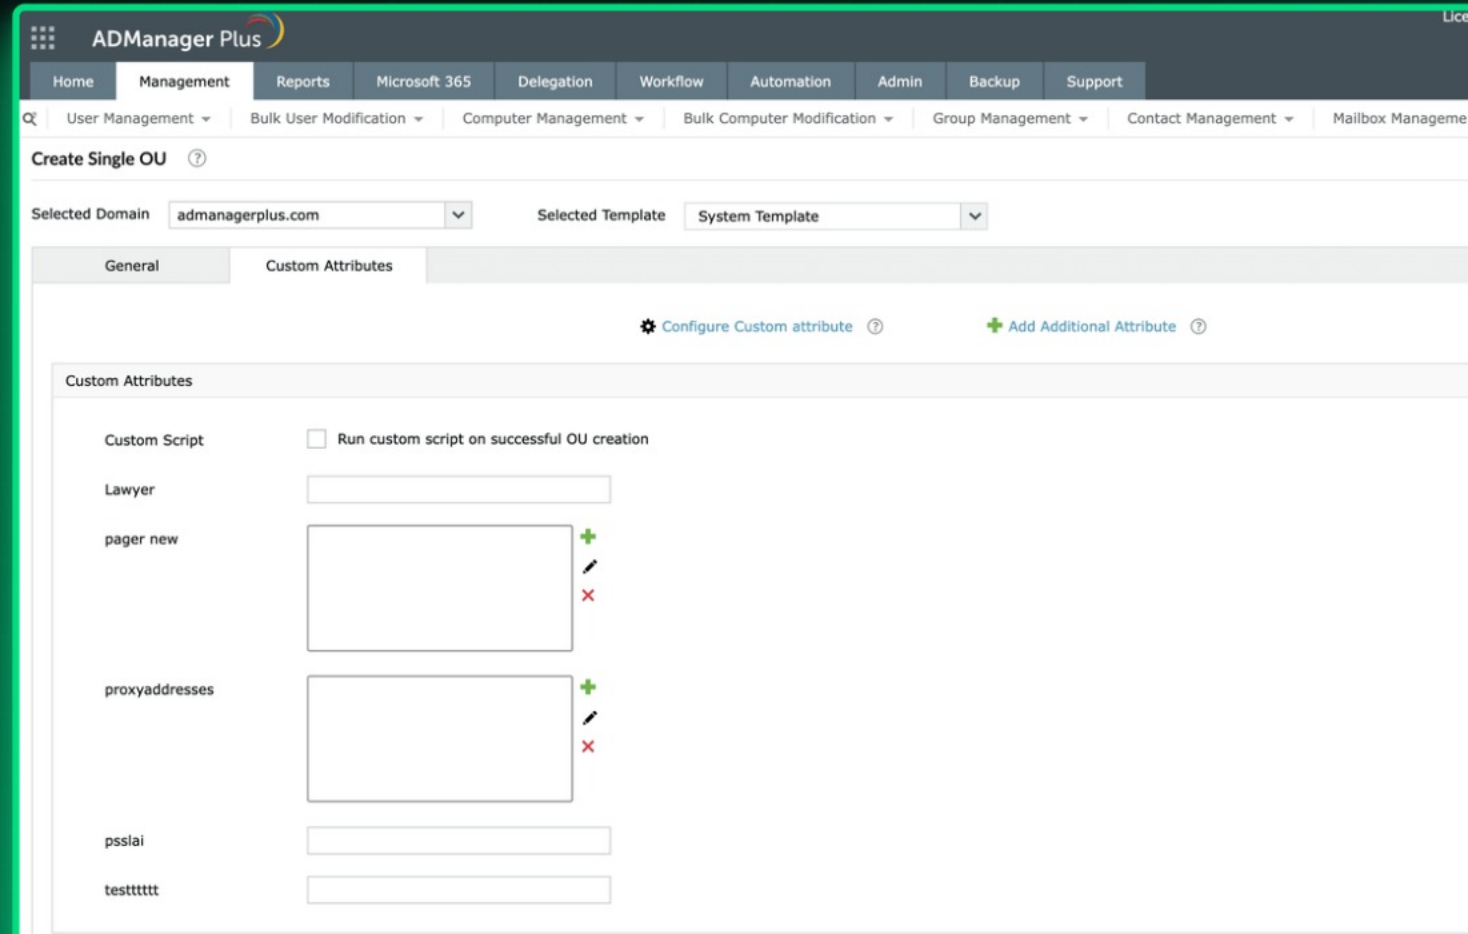 Lice
ADManager Plus
Home Management Reports Microsoft 365 Delegation Workflow Automation Admin Backup Support
User Management Bulk User Modification Computer Management Bulk Computer Modification Group Management Contact Management Mailbox Manageme
Create Single OU ?
Selected Domain admanagerplus.com Selected Template System Template
General Custom Attributes
Configure Custom attribute ? Add Additional Attribute ?
Custom Attributes
Custom Script Run custom script on successful OU creation
Lawyer
pager new
proxyaddresses
psslai
testttttt